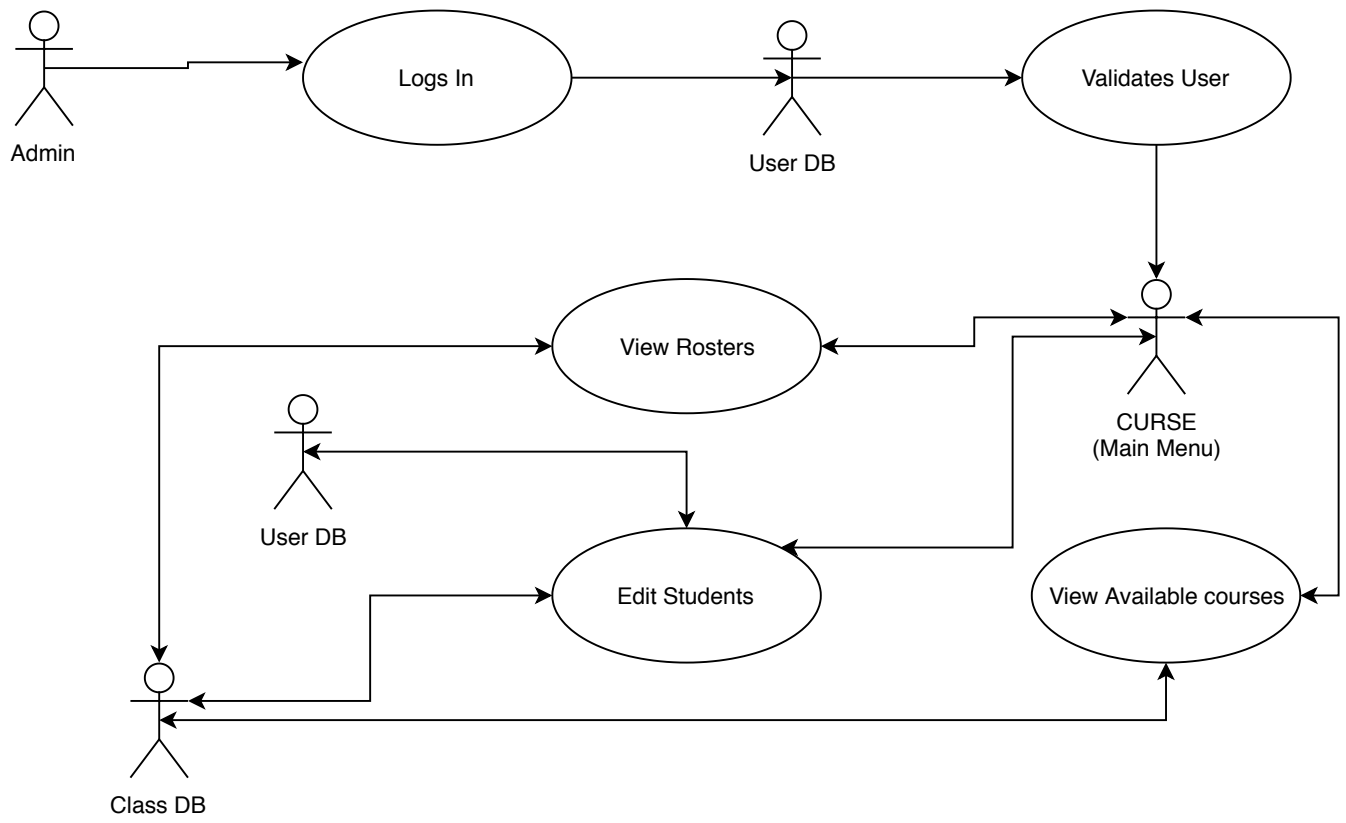 Logs In
Validates User
Admin
User DB
View Rosters
CURSE
(Main Menu)
User DB
Edit Students
View Available courses
Class DB